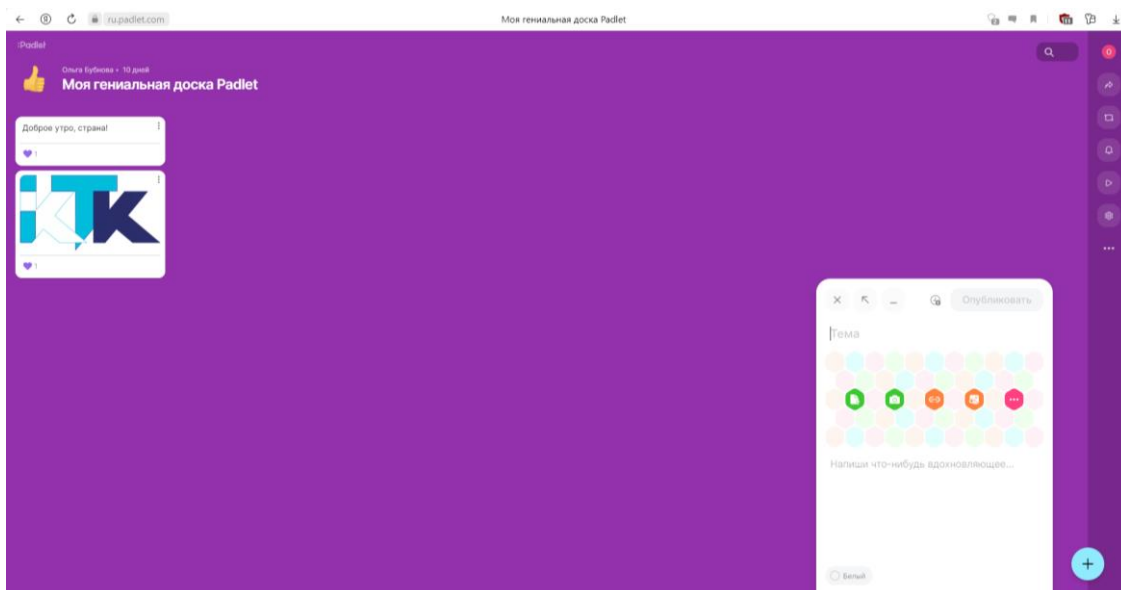 ru.padlet.com
Моя гениальная доска Padlet
:Padlet
Ольга Бубнова • 10 дней
Моя гениальная доска Padlet
Доброе утро, страна!
1
КТК
1
Опубликовать
Тема
Напиши что-нибудь вдохновляющее...
Белый